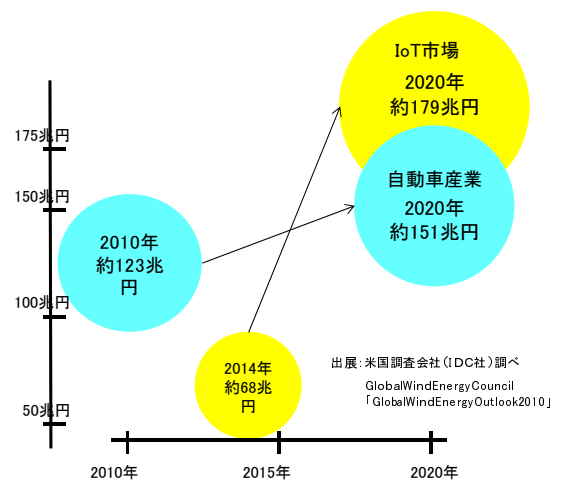 IoT市場
2020年
約179兆円
175兆円
自動車産業
2020年
約151兆円
150兆円
2010年
約123兆
円
100兆円
2014年
約68兆
円
出展：米国調査会社（IDC社）調べ
GlobalWindEnergyCouncil
「GlobalWindEnergyOutlook2010」
50兆円
2010年
2015年
2020年